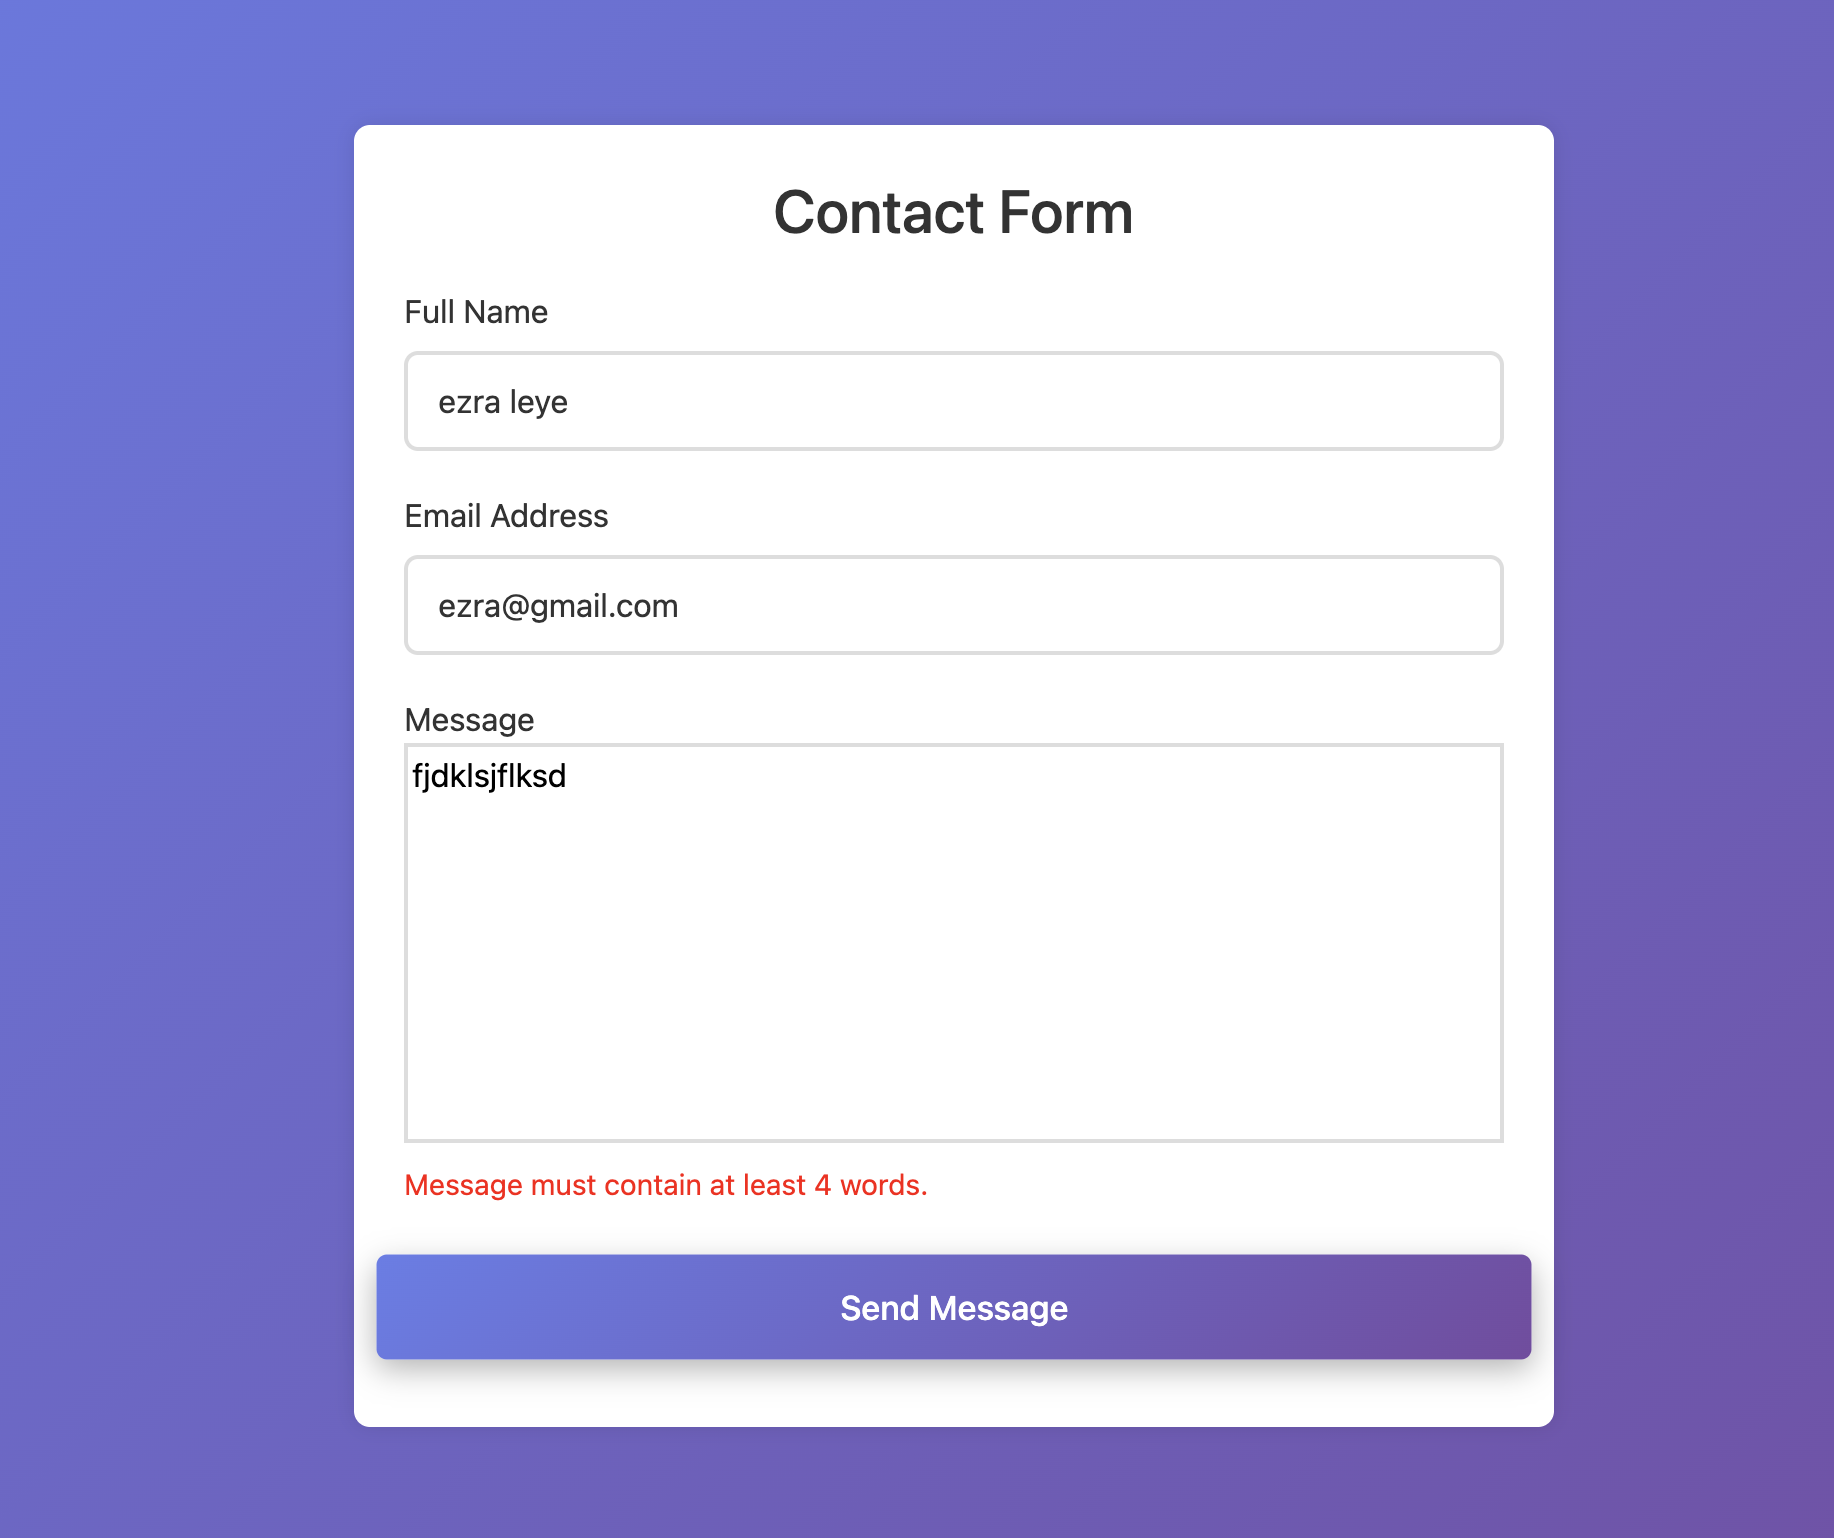 Contact Form
Full Name
ezra leye
Email Address
ezra@gmail.com
Message
fjdklsjflksd
Message must contain at least 4 words.
Send Message